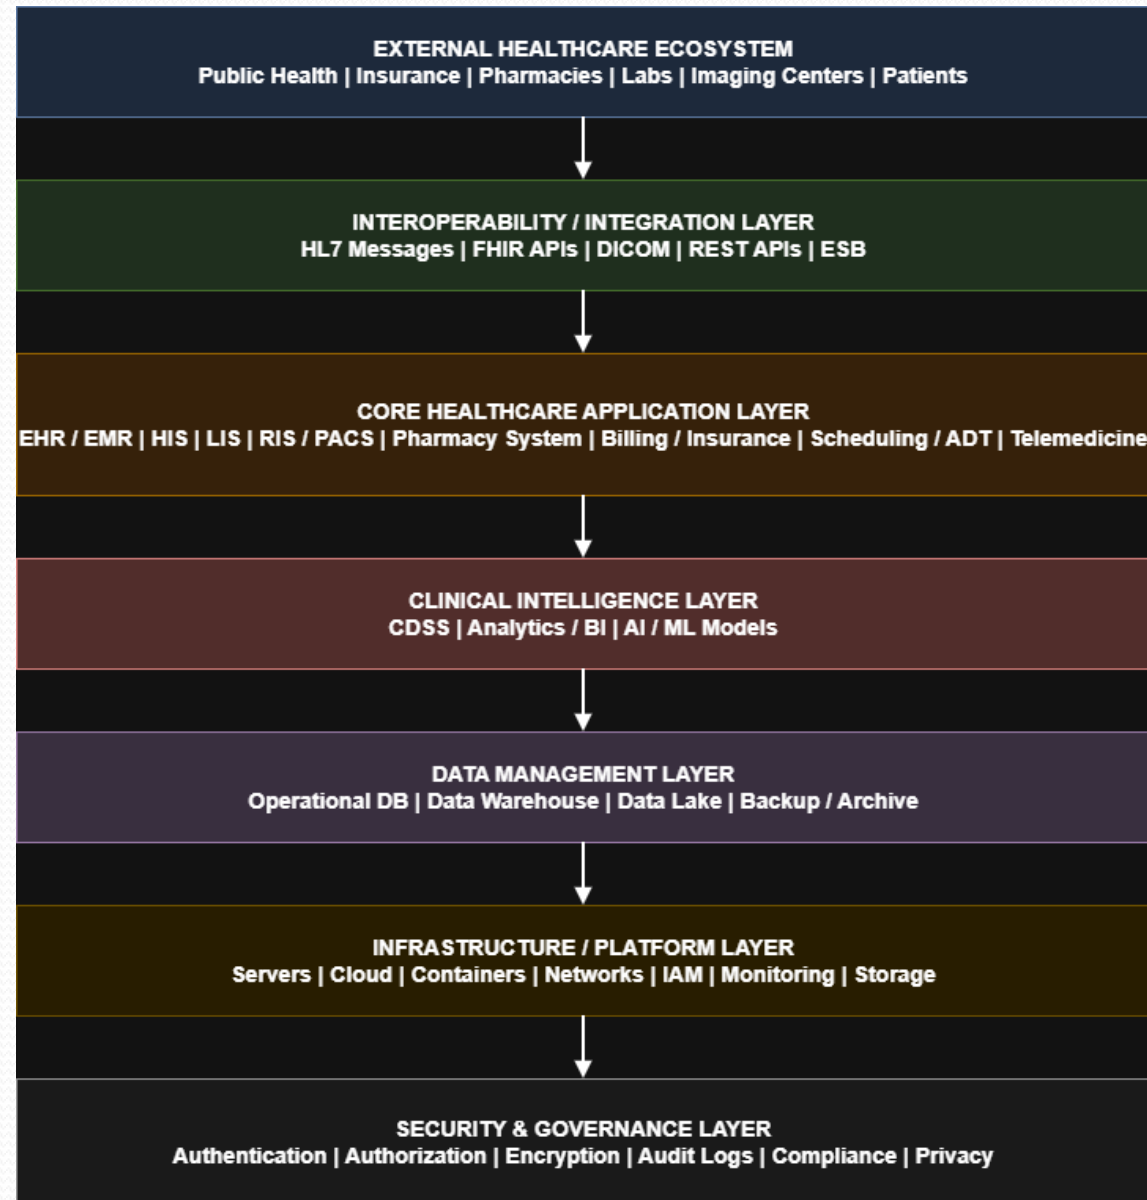 EXTERNAL HEALTHCARE ECOSYSTEM
Public Health | Insurance | Pharmacies | Labs | Imaging Centers | Patients
INTEROPERABILITY / INTEGRATION LAYER
HL7 Messages | FHIR APIs | DICOM | REST APIs | ESB
CORE HEALTHCARE APPLICATION LAYER
EHR / EMR | HIS | LIS | RIS / PACS | Pharmacy System | Billing / Insurance | Scheduling / ADT | Telemedicine
CLINICAL INTELLIGENCE LAYER
CDSS | Analytics / BI | AI / ML Models
DATA MANAGEMENT LAYER
Operational DB | Data Warehouse | Data Lake | Backup / Archive
INFRASTRUCTURE / PLATFORM LAYER
Servers | Cloud | Containers | Networks | IAM | Monitoring | Storage
SECURITY & GOVERNANCE LAYER
Authentication | Authorization | Encryption | Audit Logs | Compliance | Privacy